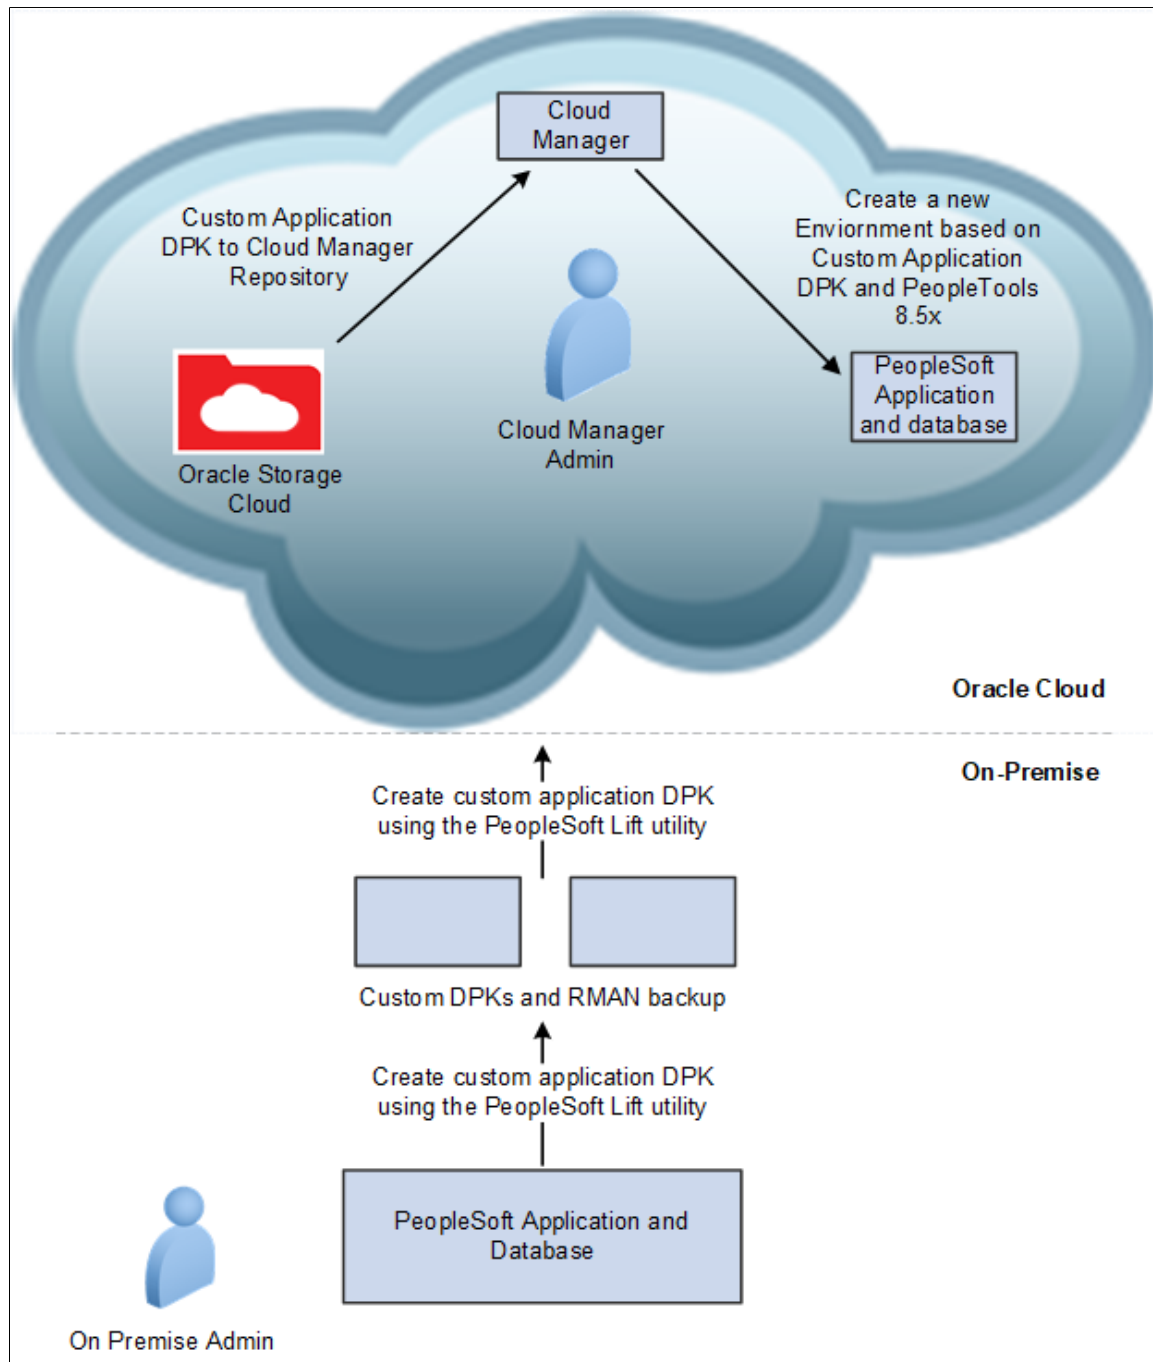 Cloud
Manager
Custom Application
DPK to Cloud Manager
Repository
Create a new
Enviornment based on
Custom Application
DPK and PeopleTools
8.5x
PeopleSoft
Application
and database
Cloud Manager
Admin
Oracle Storage
Cloud
Oracle Cloud
On-Premise
Create custom application DPK
using the PeopleSoft Lift utility
Custom DPKs and RMAN backup
Create custom application DPK
using the PeopleSoft Lift utility
PeopleSoft Application and
Database
On Premise Admin